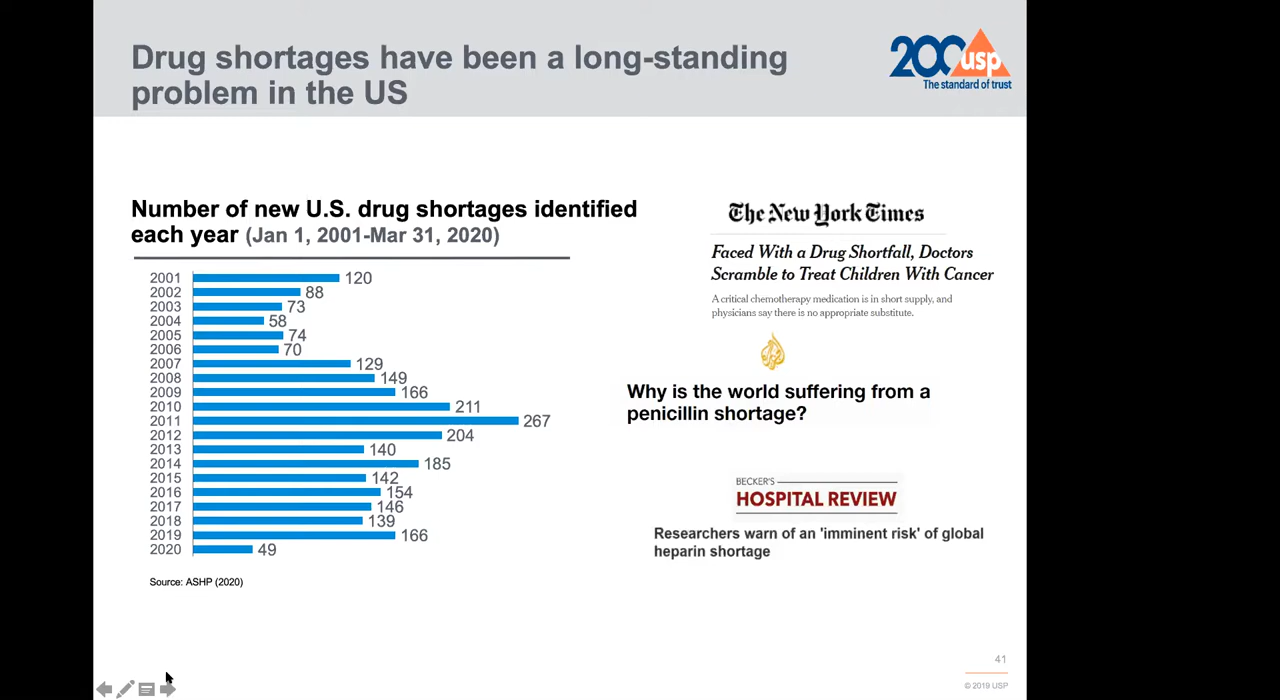 Drug shortages have been a long-standing
problem in the US
200 usp
The standard of trust
Number of new U.S. drug shortages identified
each year (Jan 1, 2001-Mar 31, 2020)
2001 120
2002 88
2003 73
2004 58
2005 74
2006 70
2007 129
2008 149
2009 166
2010 211
2011 267
2012 204
2013 140
2014 185
2015 142
2016 154
2017 146
2018 139
2019 166
2020 49
Source: ASHP (2020)
The New York Times
Faced With a Drug Shortfall, Doctors
Scramble to Treat Children With Cancer
A critical chemotherapy medication is in short supply, and
physicians say there is no appropriate substitute.
Why is the world suffering from a
penicillin shortage?
BECKER'S
HOSPITAL REVIEW
Researchers warn of an 'imminent risk' of global
heparin shortage
41
© 2019 USP